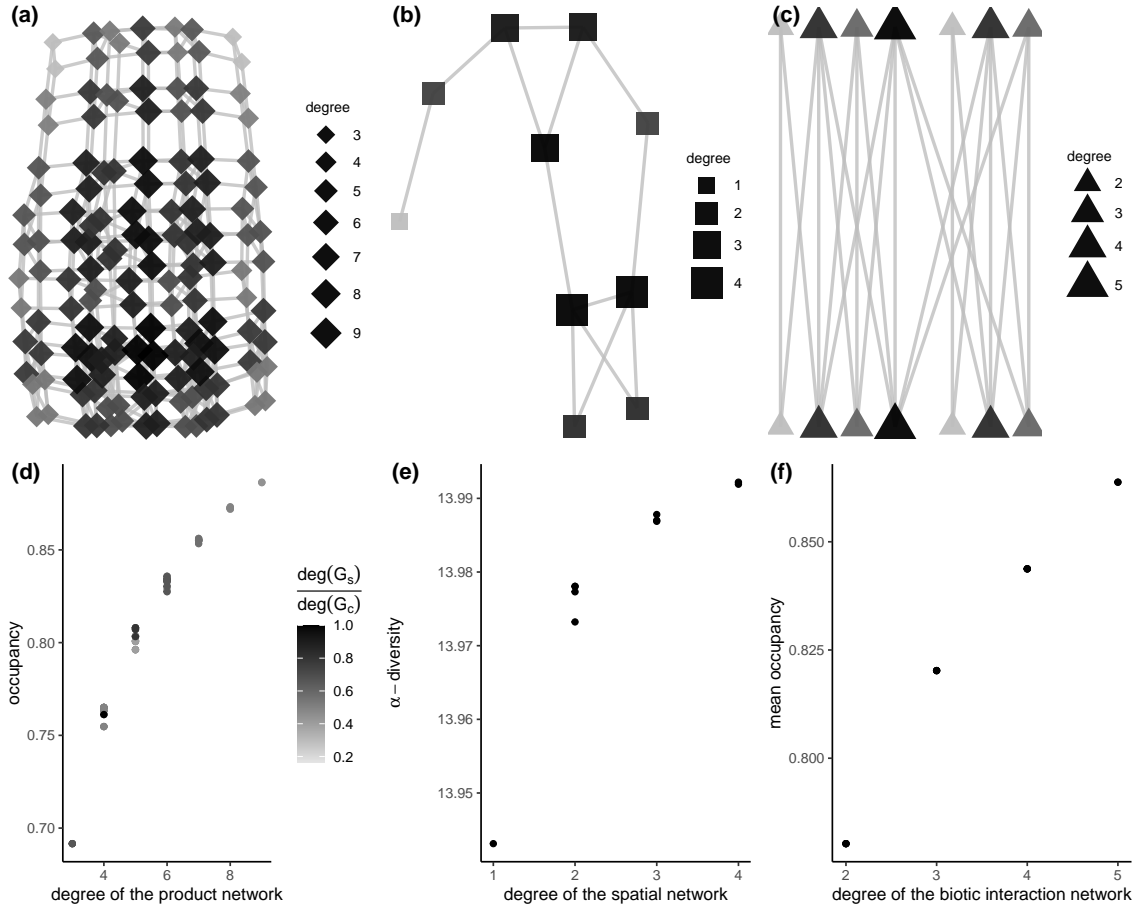 (a)
degree
3
4
5
6
7
8
9
(b)
degree
1
2
3
4
(c)
degree
2
3
4
5
(d)
occupancy
0.85
0.80
0.75
0.70
4 6 8
degree of the product network
deg(Gs)
deg(Gc)
1.0
0.8
0.6
0.4
0.2
(e)
α − diversity
13.99
13.98
13.97
13.96
13.95
1 2 3 4
degree of the spatial network
(f)
mean occupancy
0.850
0.825
0.800
2 3 4 5
degree of the biotic interaction network